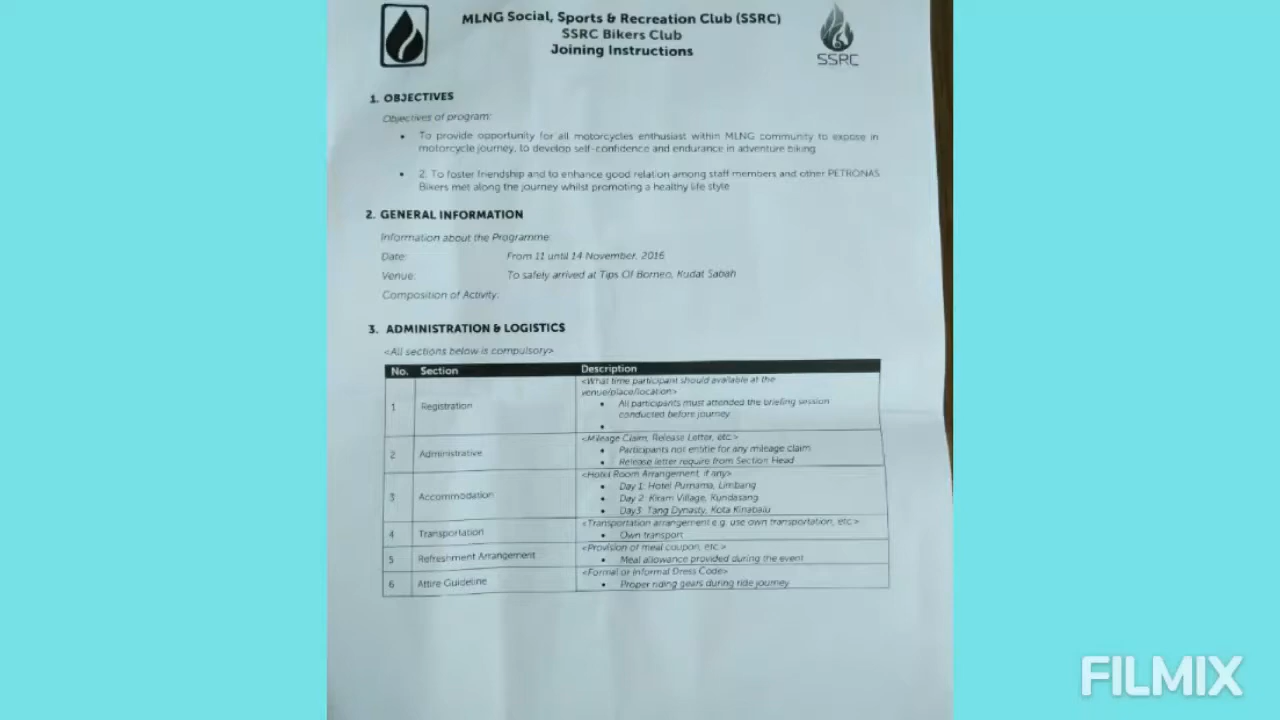 MLNG Social, Sports & Recreation Club (SSRC)
SSRC Bikers Club
Joining Instructions
SSRC
1. OBJECTIVES
Objectives of program:
• To provide opportunity for all motorcycles enthusiast within MLNG community to expose in
motorcycle journey, to develop self-confidence and endurance in adventure biking
• 2. To foster friendship and to enhance good relation among staff members and other PETRONAS
Bikers met along the journey whilst promoting a healthy life style
2. GENERAL INFORMATION
Information about the Programme:
Date: From 11 until 14 November, 2016
Venue: To safely arrived at Tips Of Borneo, Kudat Sabah
Composition of Activity:
3. ADMINISTRATION & LOGISTICS
<All sections below is compulsory>
No. Section Description
1 Registration
<What time participant should available at the
venue/place/location>
• All participants must attended the briefing session
conducted before journey
•
2 Administrative
<Mileage Claim, Release Letter, etc.>
• Participants not entitle for any mileage claim
• Release letter require from Section Head
3 Accommodation
<Hotel Room Arrangement, if any>
• Day 1: Hotel Purnama, Limbang
• Day 2: Kiram Village, Kundasang
• Day3: Tang Dynasty, Kota Kinabalu
4 Transportation
<Transportation arrangement e.g. use own transportation, etc.>
• Own transport
5 Refreshment Arrangement
<Provision of meal coupon, etc.>
• Meal allowance provided during the event
6 Attire Guideline
<Formal or Informal Dress Code>
• Proper riding gears during ride journey
FILMIX